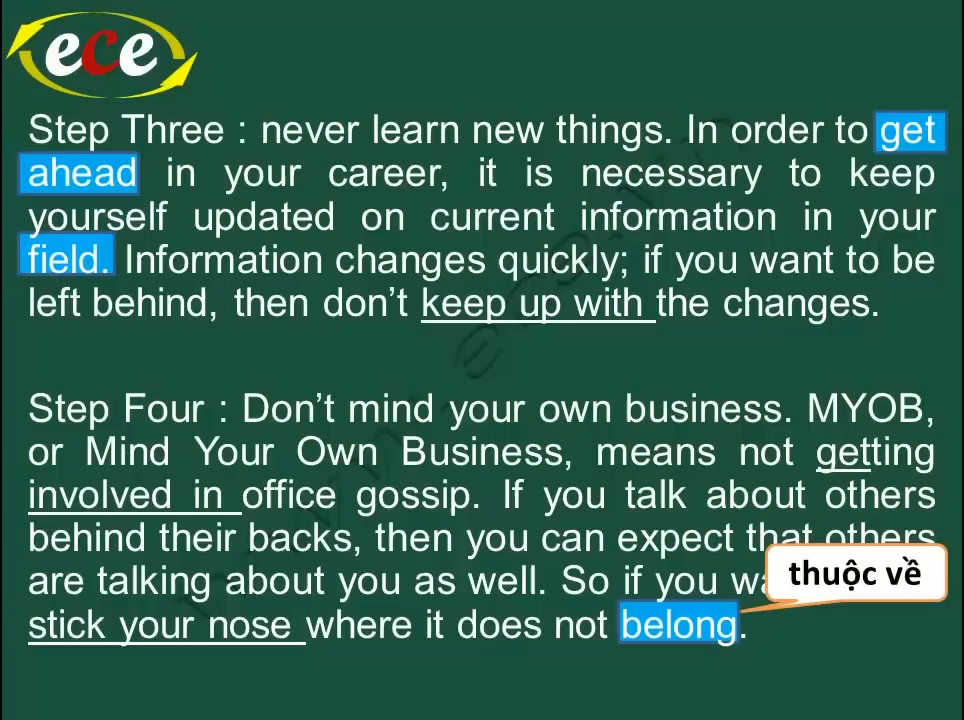 ece
Step Three : never learn new things. In order to get
ahead in your career, it is necessary to keep
yourself updated on current information in your
field. Information changes quickly; if you want to be
left behind, then don’t keep up with the changes.
Step Four : Don’t mind your own business. MYOB,
or Mind Your Own Business, means not getting
involved in office gossip. If you talk about others
behind their backs, then you can expect that others
are talking about you as well. So if you
thuộc về
stick your nose where it does not belong.